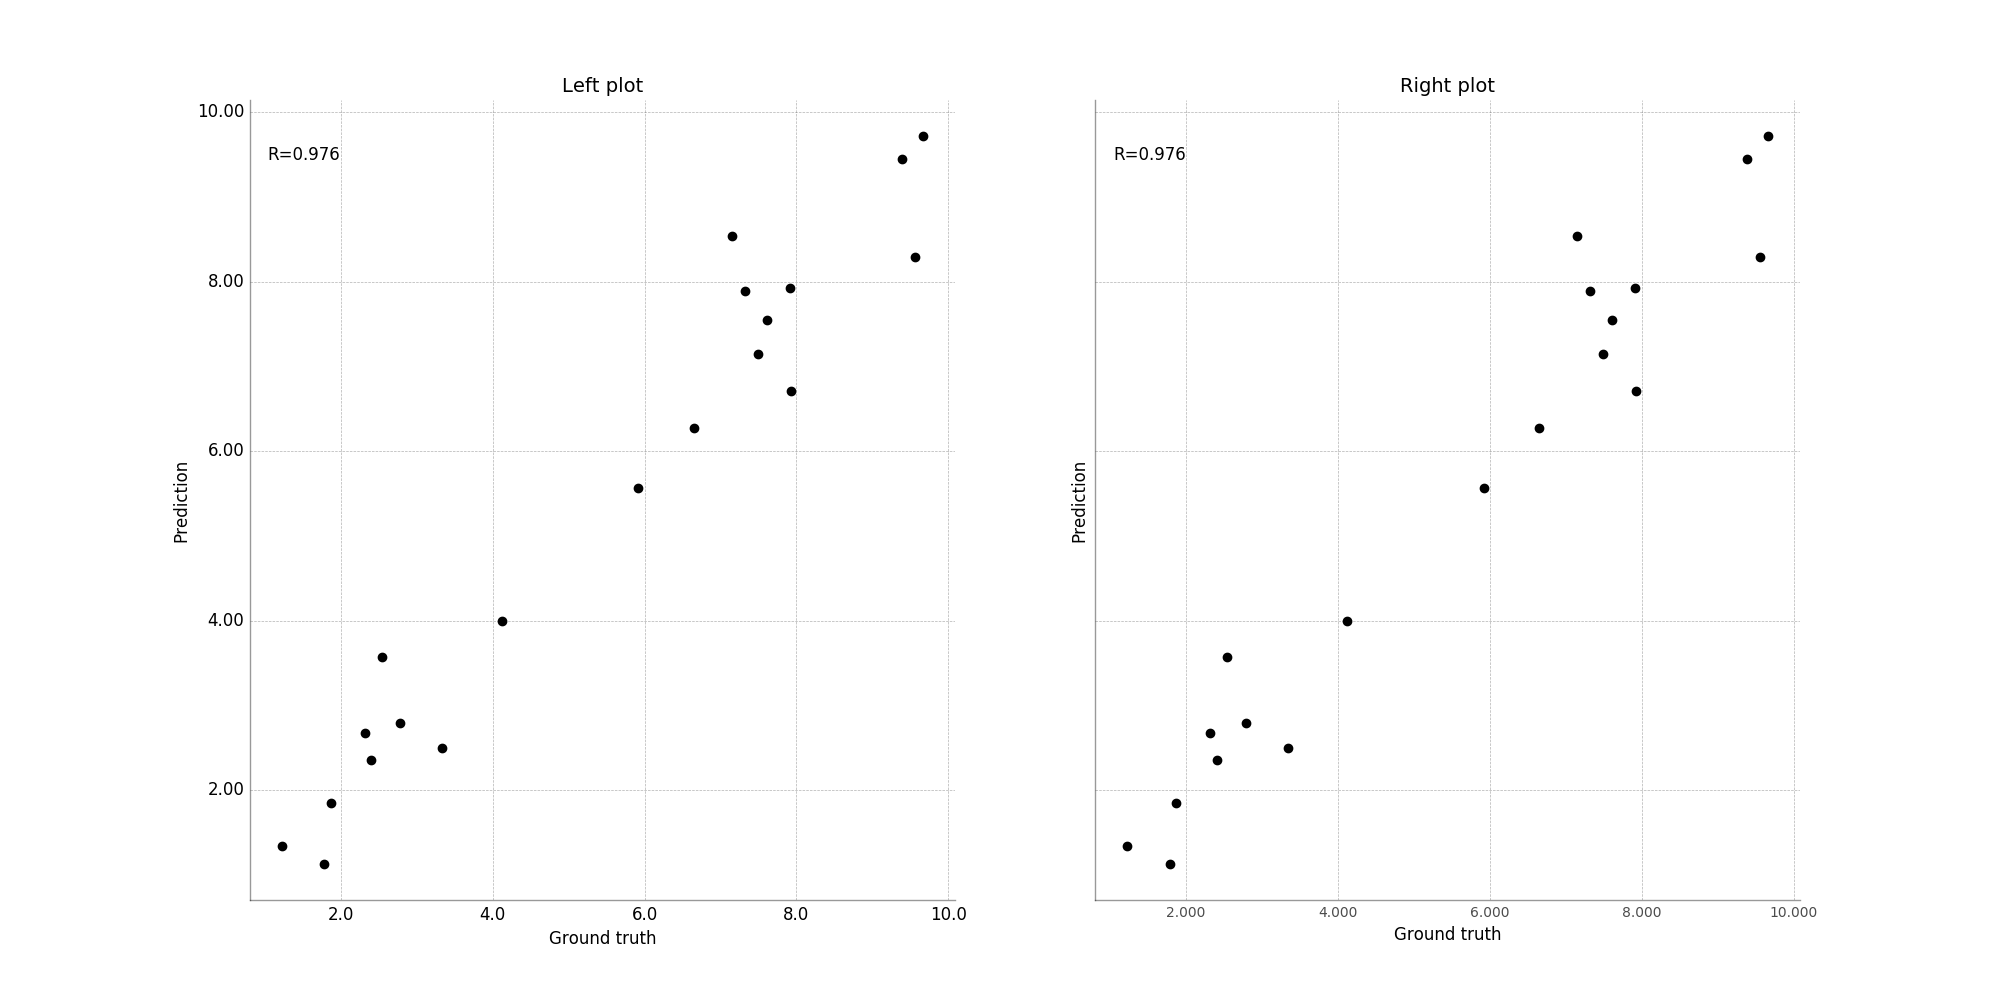 Left plot
10.00
R=0.976
8.00
6.00
Prediction
4.00
2.00
2.0 4.0 6.0 8.0 10.0
Ground truth
Right plot
R=0.976
Prediction
2.000 4.000 6.000 8.000 10.000
Ground truth